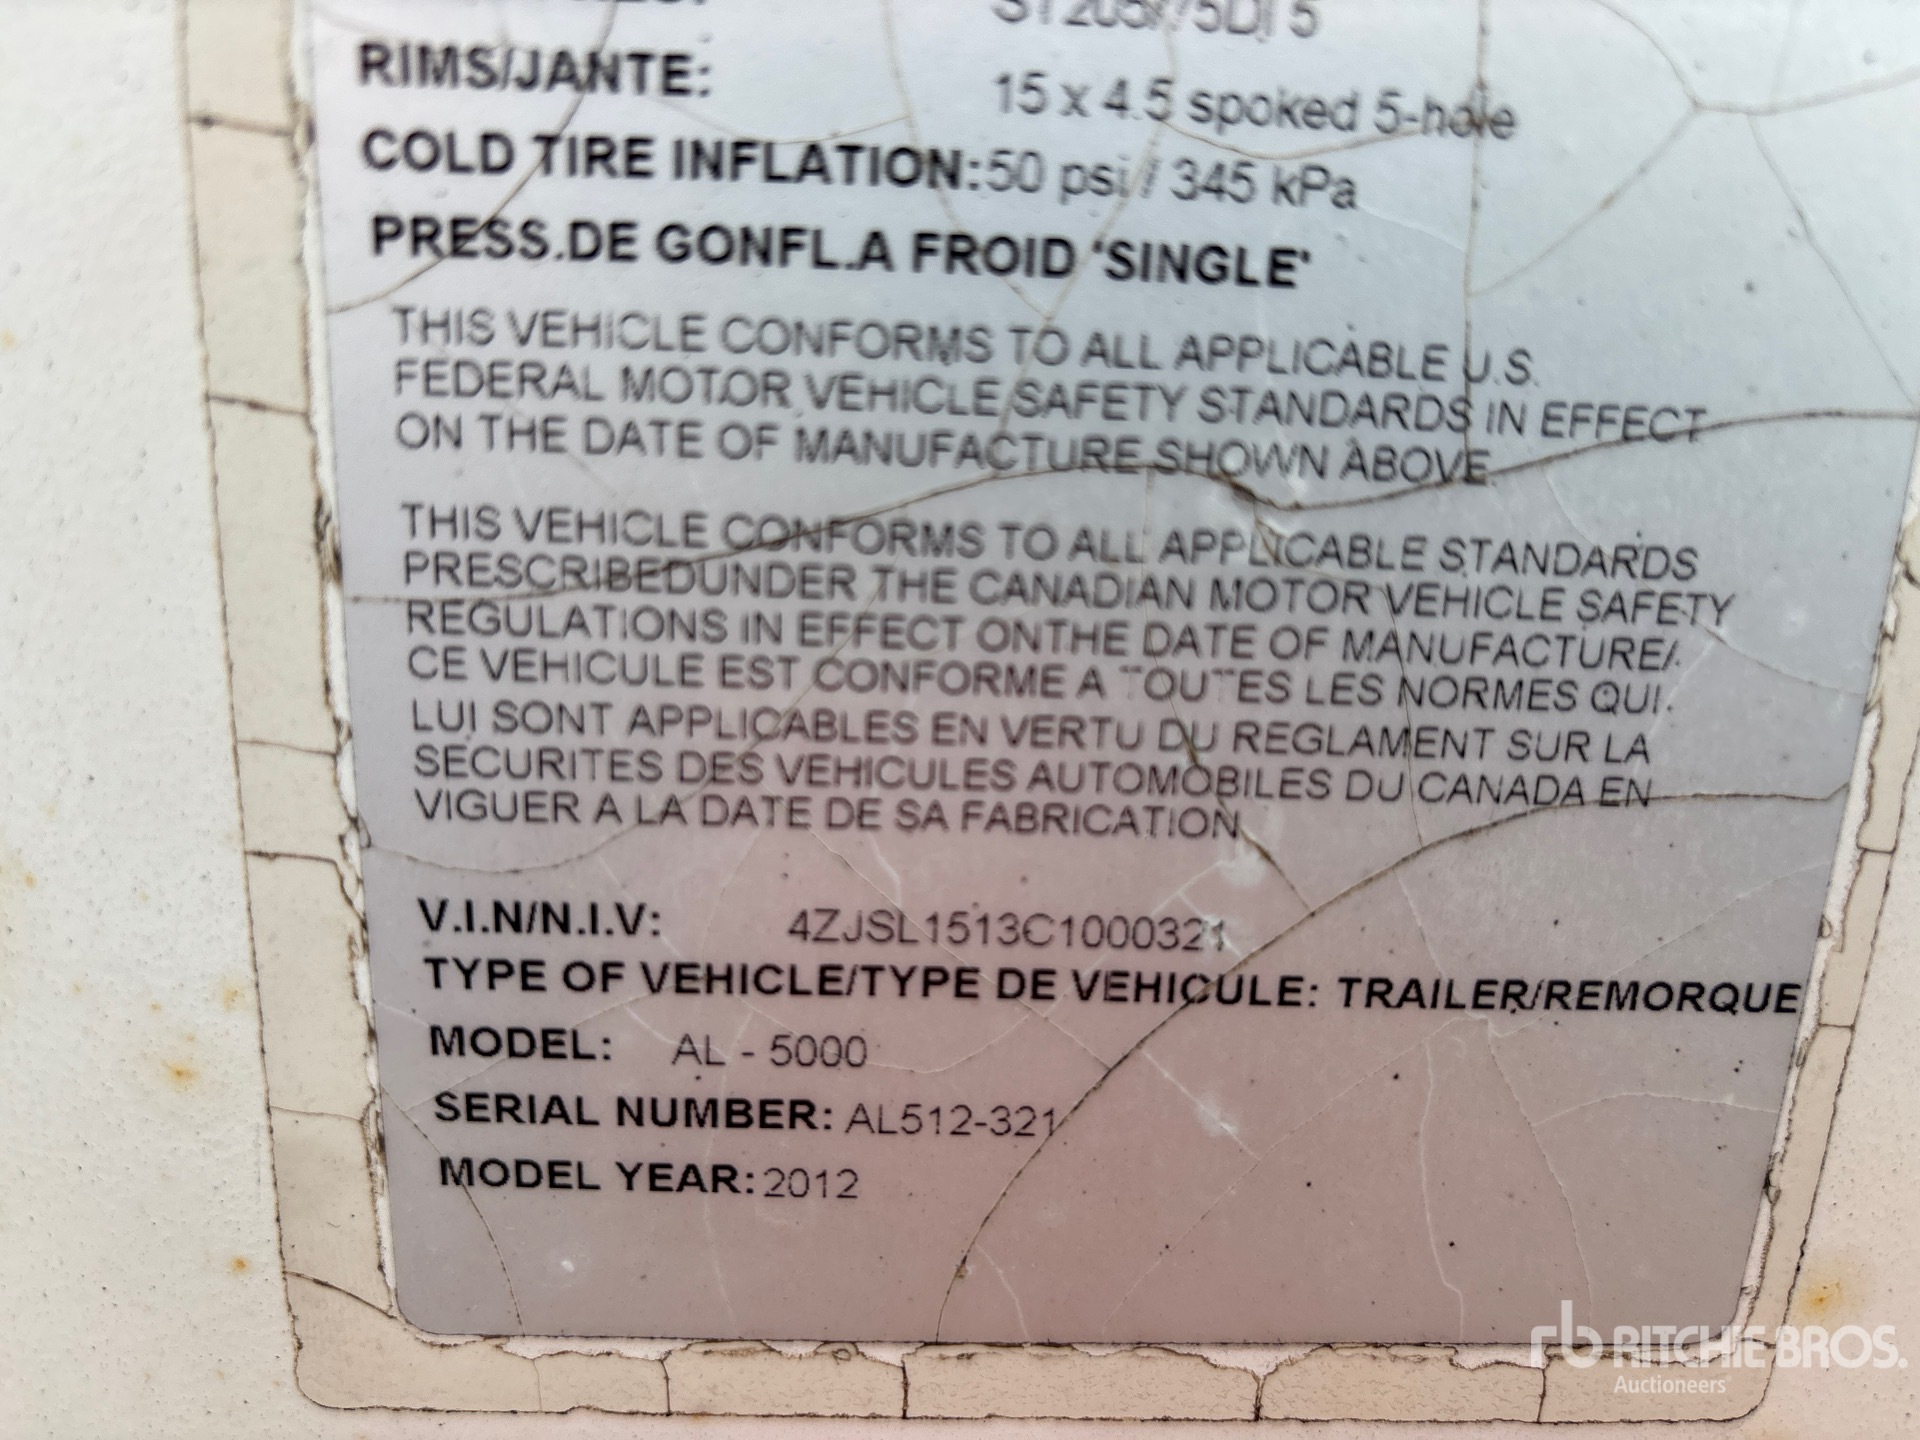 ST205/75D15
RIMS/JANTE: 15 x 4.5 spoked 5-hole
COLD TIRE INFLATION: 50 psi / 345 kPa
PRESS.DE GONFL.A FROID 'SINGLE'
THIS VEHICLE CONFORMS TO ALL APPLICABLE U.S.
FEDERAL MOTOR VEHICLE SAFETY STANDARDS IN EFFECT
ON THE DATE OF MANUFACTURE SHOWN ABOVE.
THIS VEHICLE CONFORMS TO ALL APPLICABLE STANDARDS
PRESCRIBEDUNDER THE CANADIAN MOTOR VEHICLE SAFETY
REGULATIONS IN EFFECT ONTHE DATE OF MANUFACTURE/.
CE VEHICULE EST CONFORME A TOUTES LES NORMES QUI.
LUI SONT APPLICABLES EN VERTU DU REGLAMENT SUR LA
SECURITES DES VEHICULES AUTOMOBILES DU CANADA EN
VIGUER A LA DATE DE SA FABRICATION.
V.I.N/N.I.V: 4ZJSL1513C1000321
TYPE OF VEHICLE/TYPE DE VEHICULE: TRAILER/REMORQUE
MODEL: AL - 5000
SERIAL NUMBER: AL512-321
MODEL YEAR: 2012
rb RITCHIE BROS.
Auctioneers